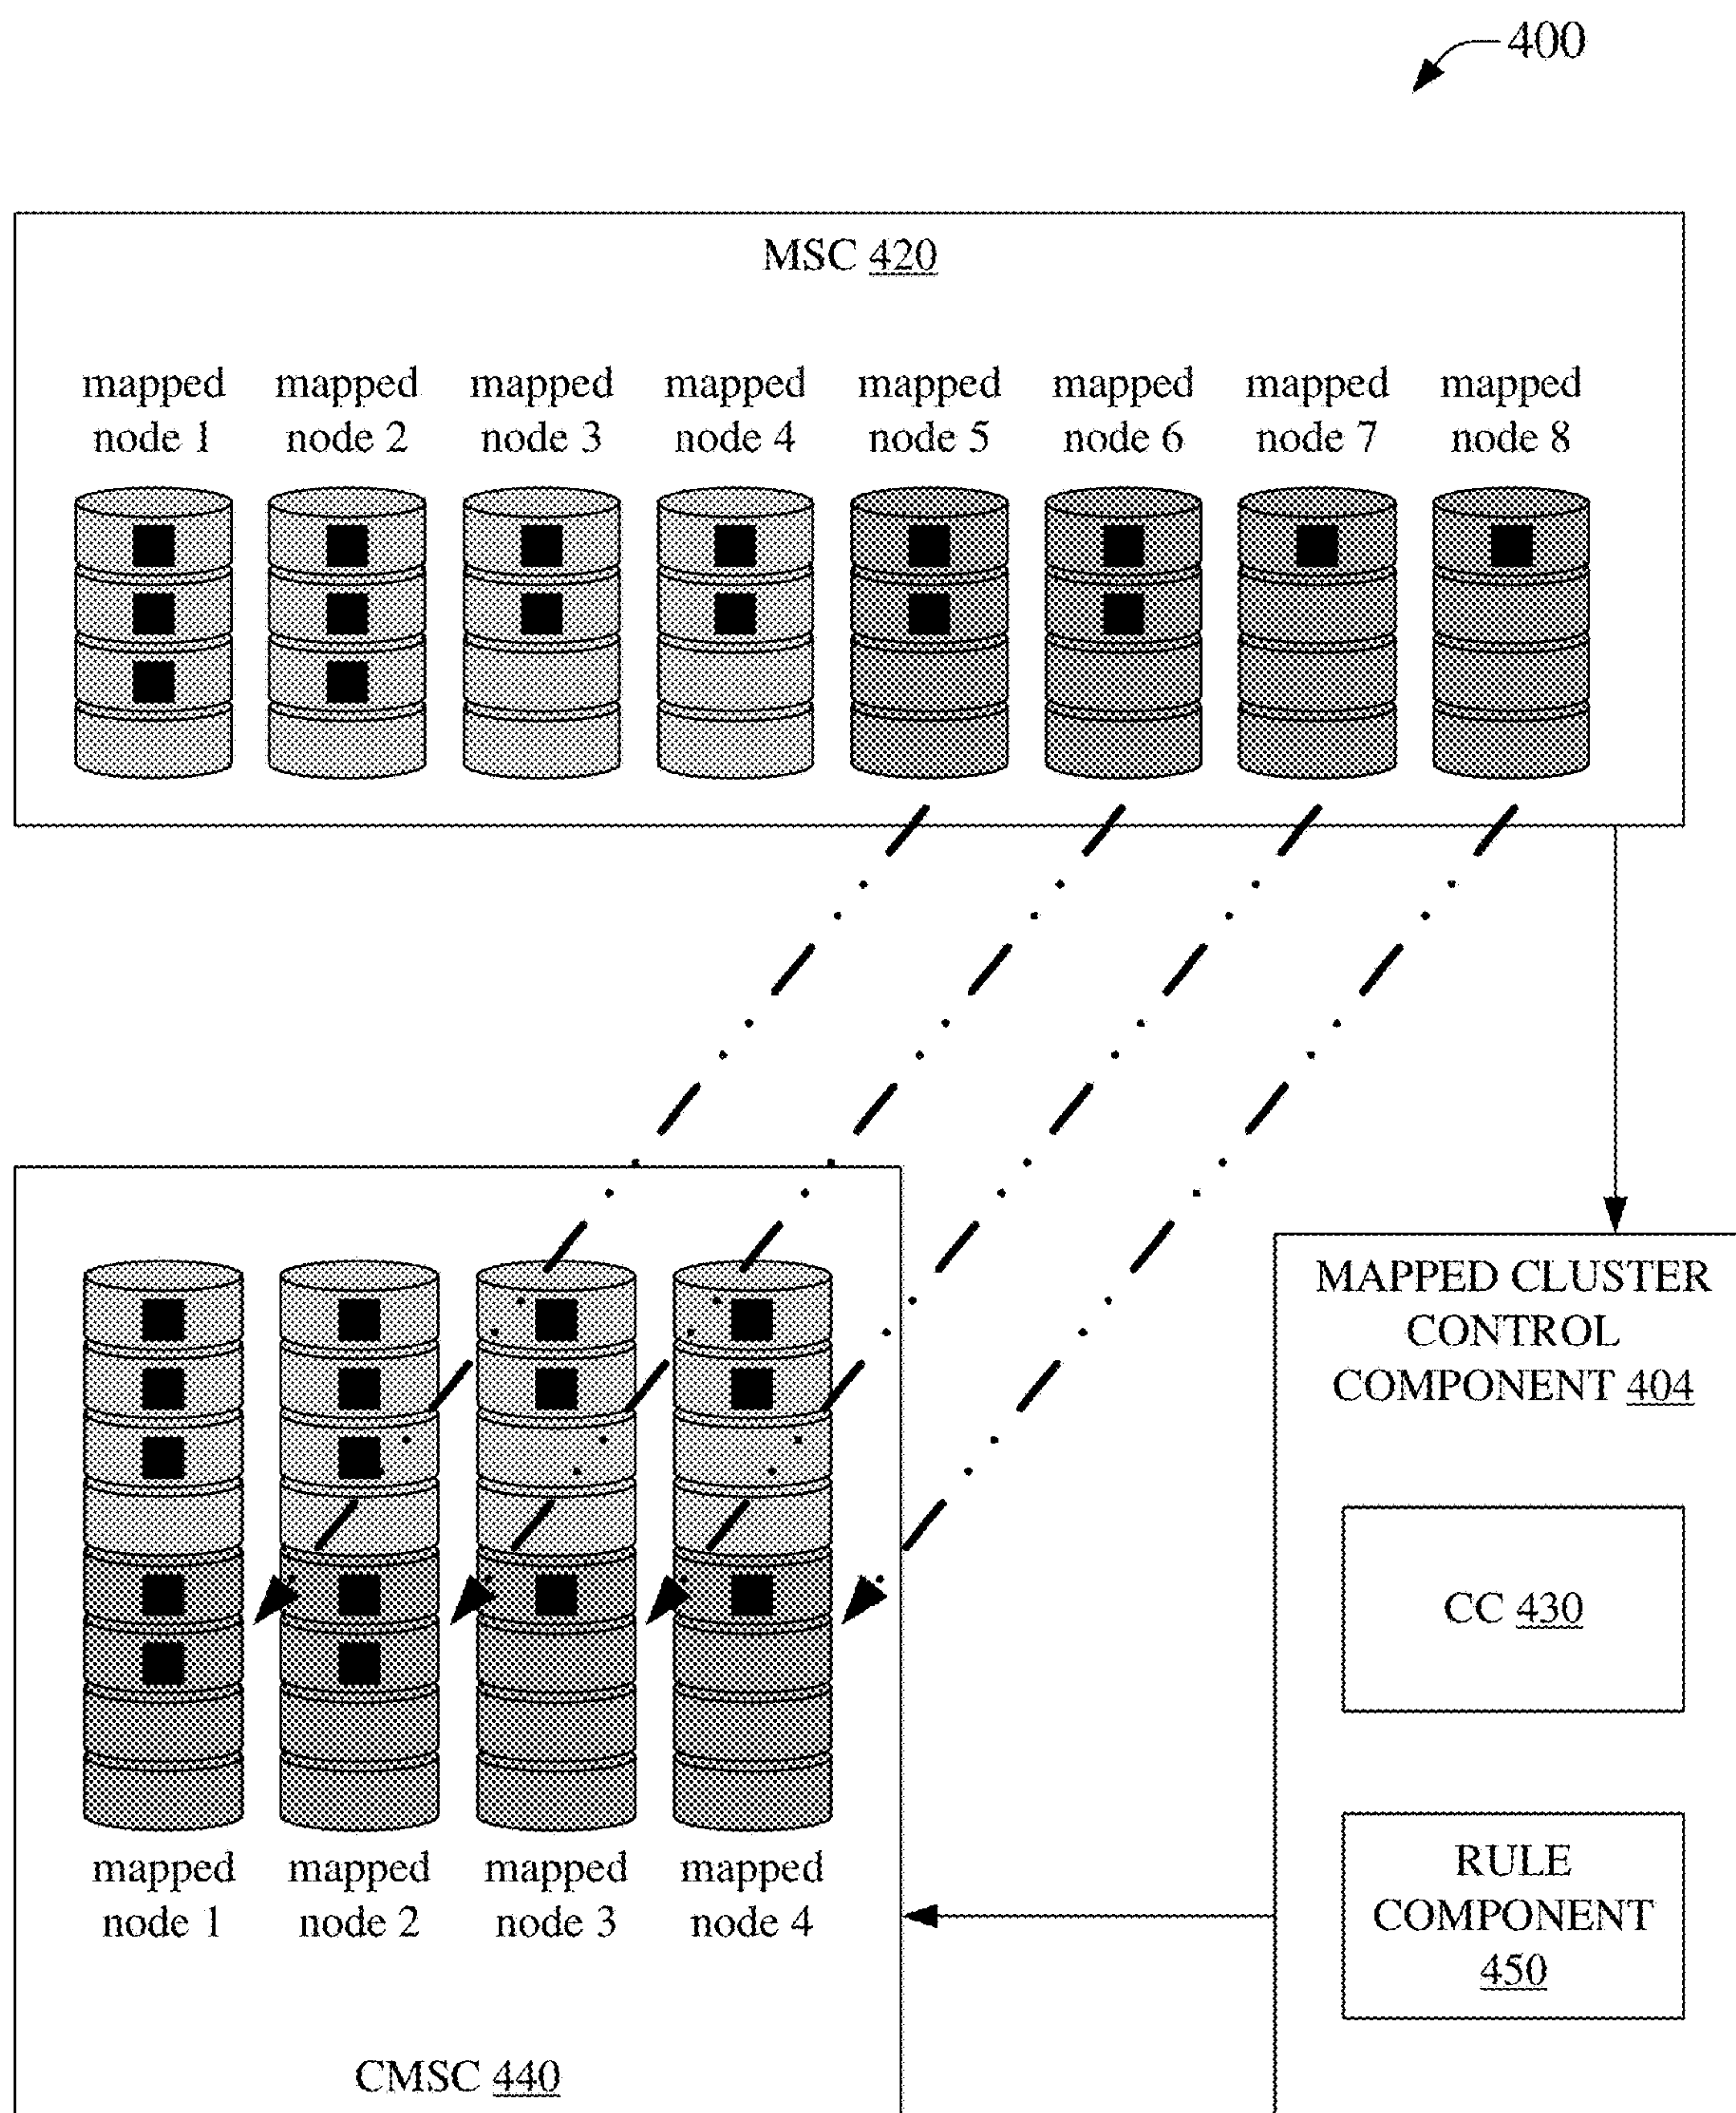 400
MSC 420
mapped mapped mapped mapped mapped mapped mapped mapped
node 1 node 2 node 3 node 4 node 5 node 6 node 7 node 8
MAPPED CLUSTER
CONTROL
COMPONENT 404
CC 430
RULE
COMPONENT
450
mapped mapped mapped mapped
node 1 node 2 node 3 node 4
CMSC 440